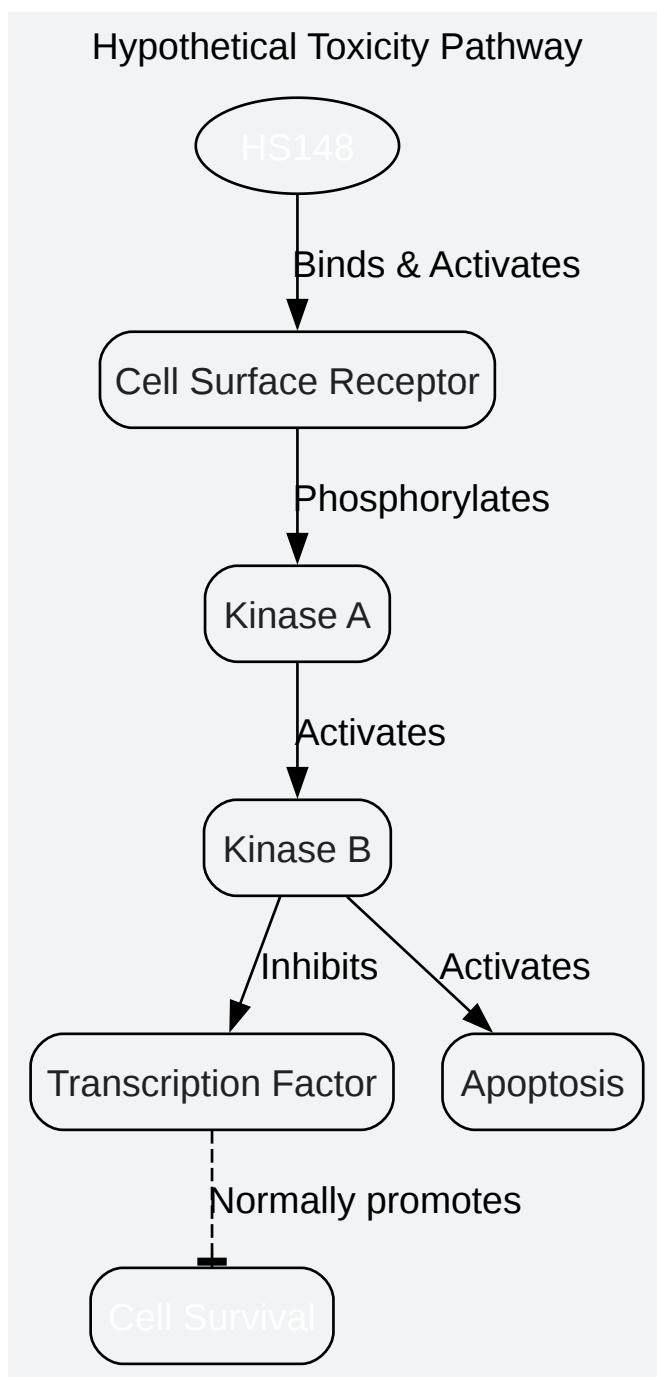 Hypothetical Toxicity Pathway
HS148
Binds & Activates
Cell Surface Receptor
Phosphorylates
Kinase A
Activates
Kinase B
Inhibits
Activates
Transcription Factor
Apoptosis
Normally promotes
Cell Survival